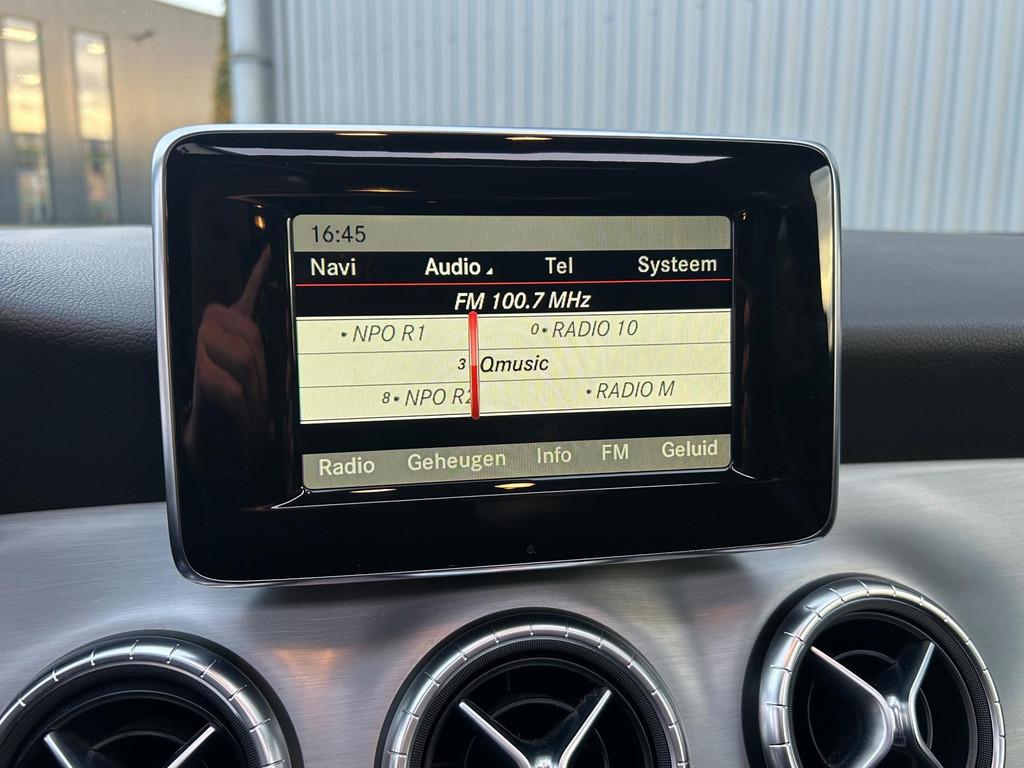 16:45
Navi Audio Tel Systeem
FM 100.7 MHz
• NPO R1 0• RADIO 10
3 Qmusic
8• NPO R2 • RADIO M
Radio Geheugen Info FM Geluid